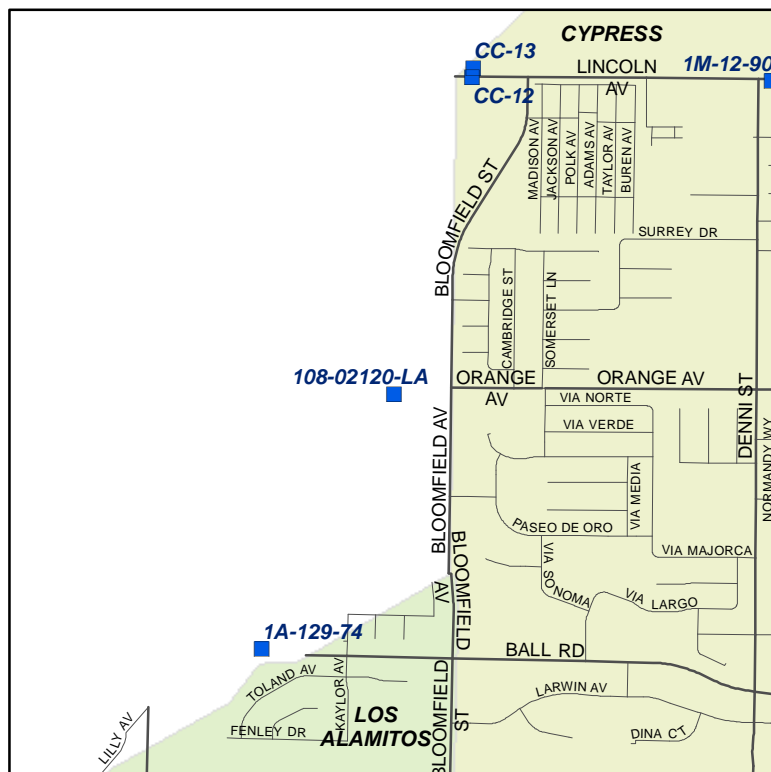 CYPRESS
CC-13
LINCOLN
AV
1M-12-90
CC-12
MADISON AV
JACKSON AV
POLK AV
ADAMS AV
TAYLOR AV
BUREN AV
BLOOMFIELD ST
SURREY DR
CAMBRIDGE ST
SOMERSET LN
108-02120-LA
ORANGE
AV
ORANGE AV
DENNI ST
VIA NORTE
VIA VERDE
BLOOMFIELD AV
VIA MEDIA
NORMANDY WY
PASEO DE ORO
BLOOMFIELD
AV
VIA SONOMA
VIA MAJORCA
VIA LARGO
1A-129-74
BALL RD
TOLAND AV
KAYLOR AV
BLOOMFIELD
ST
LARWIN AV
LOS
ALAMITOS
FENLEY DR
DINA CT
LILLY AV